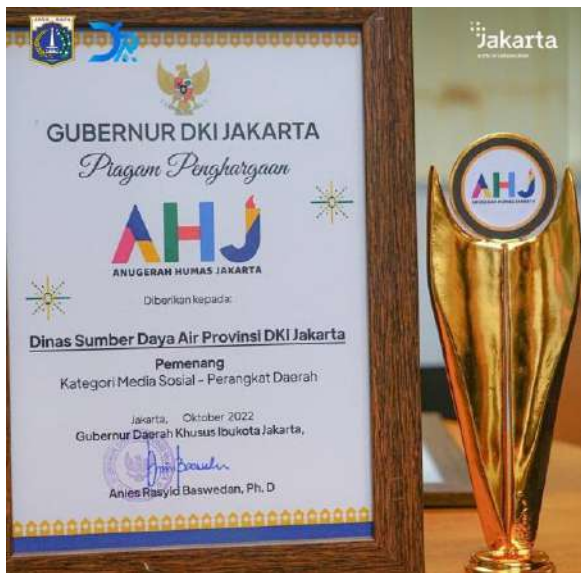 JAYA RAYA
Jakarta
GUBERNUR DKI JAKARTA
Piagam Penghargaan
AHJ
ANUGERAH HUMAS JAKARTA
Diberikan kepada:
Dinas Sumber Daya Air Provinsi DKI Jakarta
Pemenang
Kategori Media Sosial - Perangkat Daerah
Jakarta, Oktober 2022
Gubernur Daerah Khusus Ibukota Jakarta,
Anies Rasyid Baswedan, Ph. D
AHJ
ANUGERAH HUMAS JAKARTA